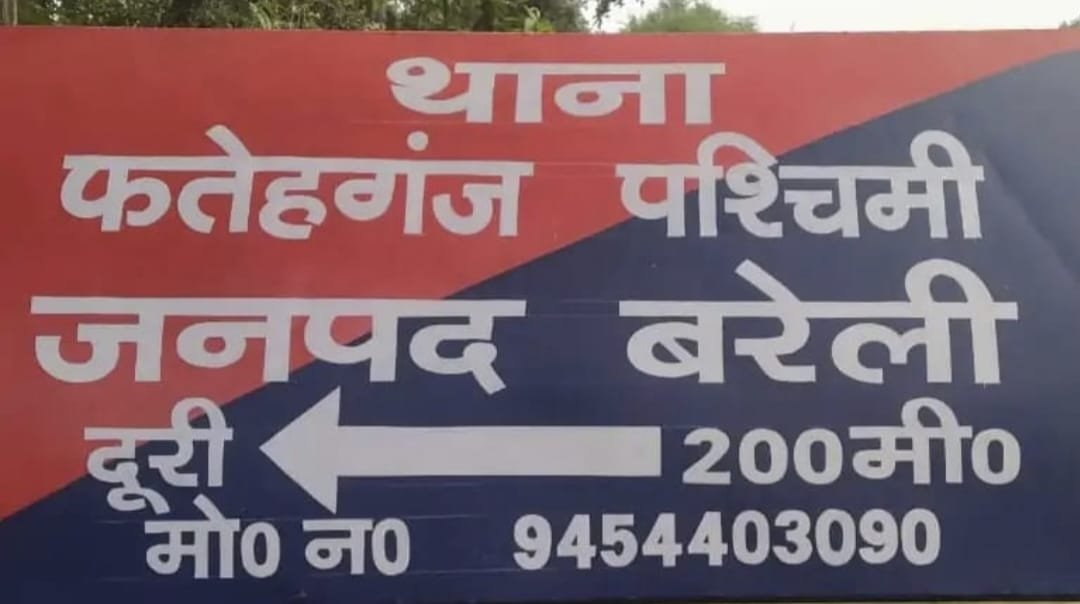 थाना
फतेहगंज पश्चिमी
जनपद बरेली
दूरी 200मी0
मो0 न0 9454403090